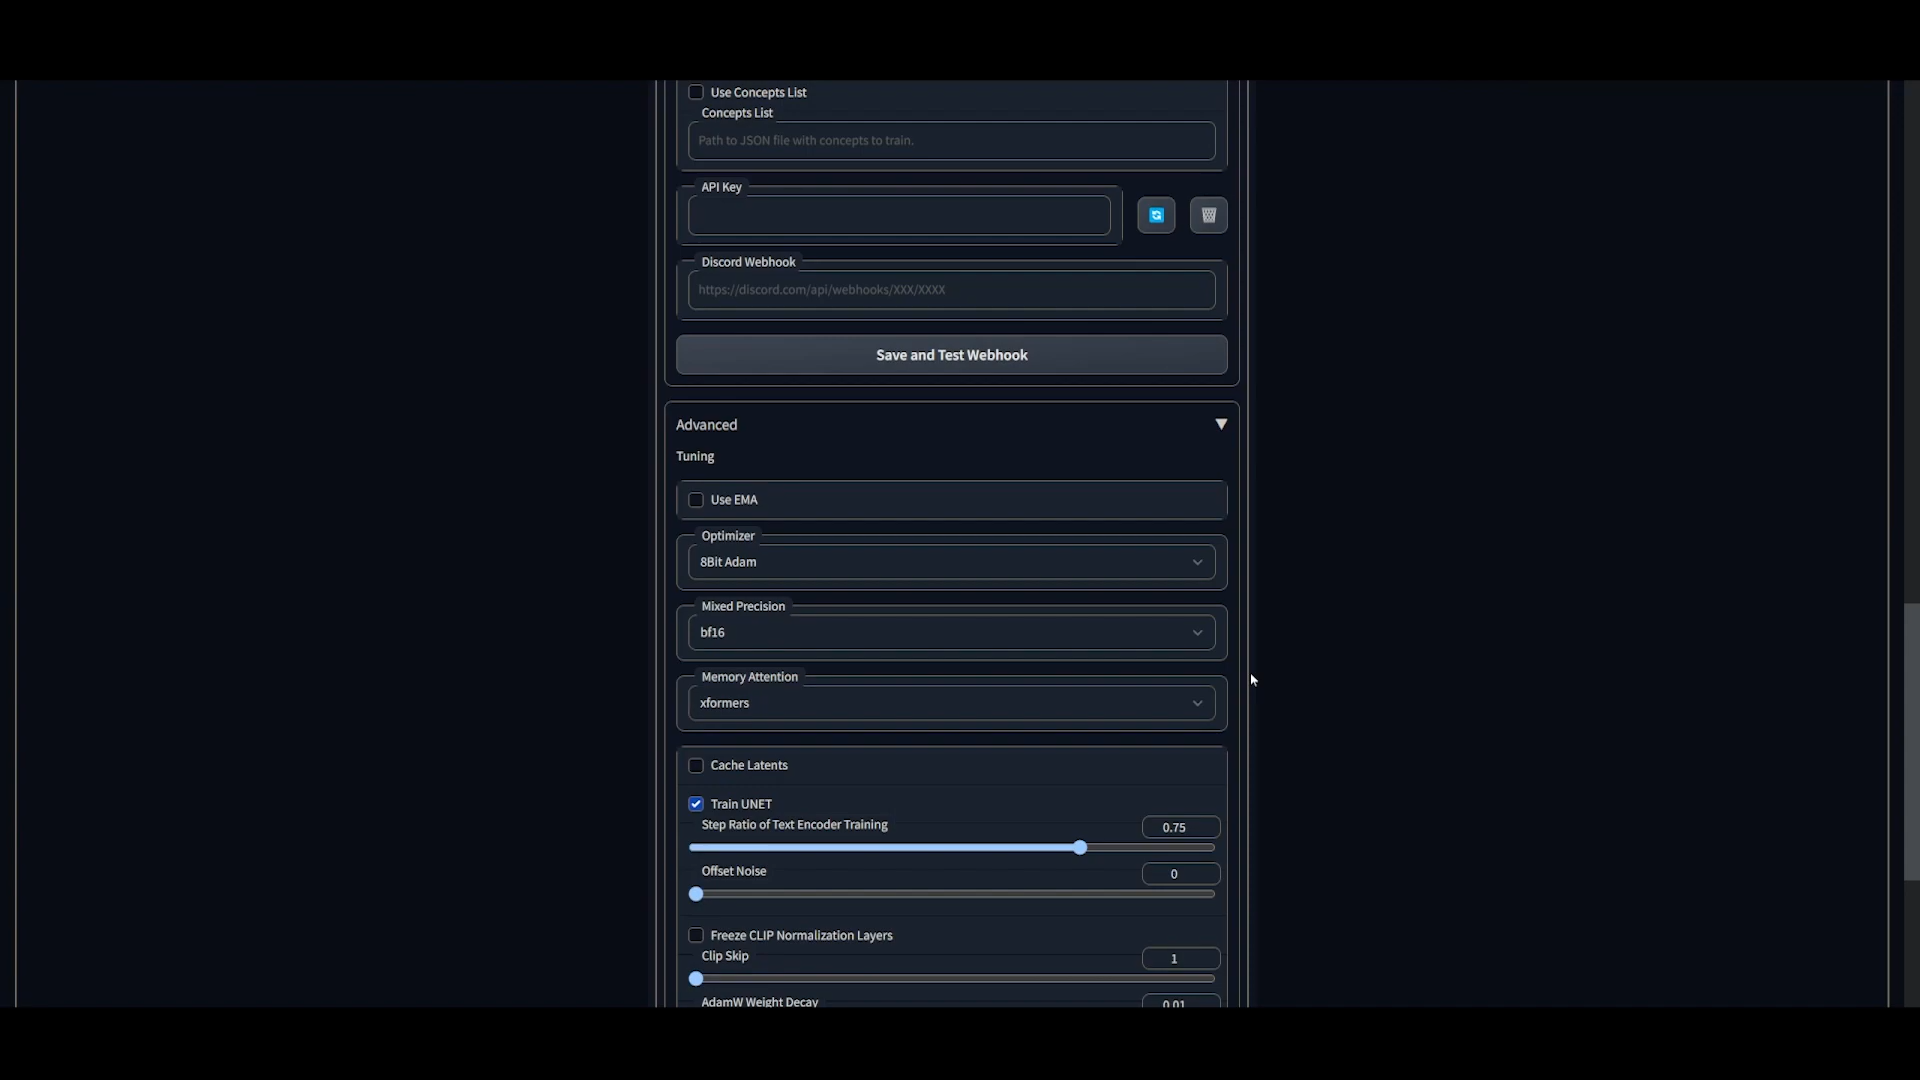 Use Concepts List
Concepts List
Path to JSON file with concepts to train.
API Key
Discord Webhook
https://discord.com/api/webhooks/XXX/XXXX
Save and Test Webhook
Advanced
Tuning
Use EMA
Optimizer
8Bit Adam
Mixed Precision
bf16
Memory Attention
xformers
Cache Latents
Train UNET
Step Ratio of Text Encoder Training
0.75
Offset Noise
0
Freeze CLIP Normalization Layers
Clip Skip
1
AdamW Weight Decay
0.01